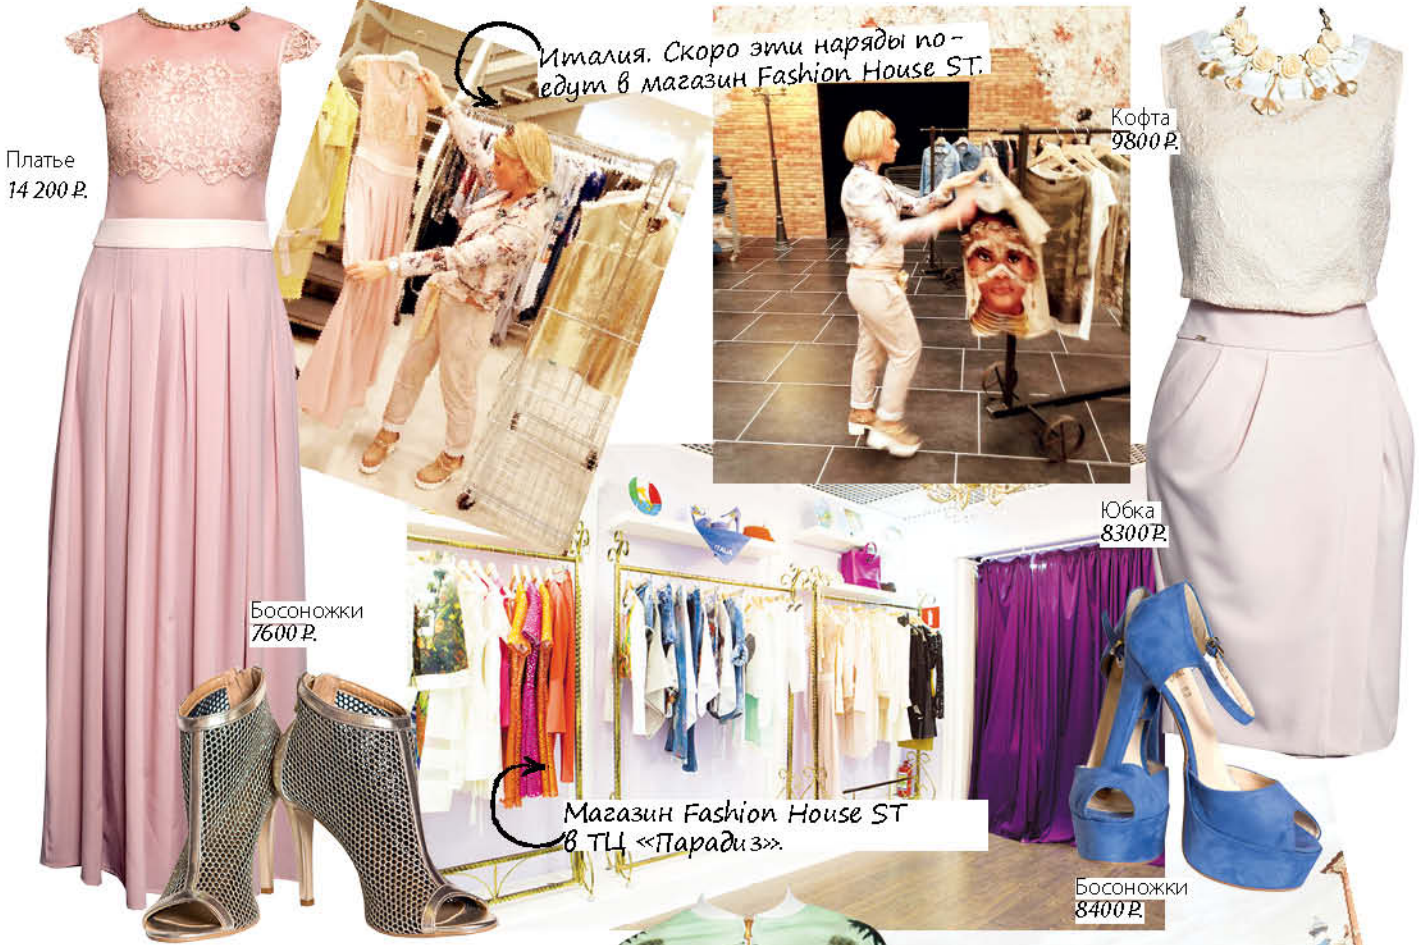 Италия. Скоро эти наряды по-
едут в магазин Fashion House ST.
Платье
14 200 ₽.
Кофта
9800 ₽.
Юбка
8300 ₽.
Босоножки
7600 ₽.
Магазин Fashion House ST
в ТЦ «Парадиз».
Босоножки
8400 ₽.
ITALIA